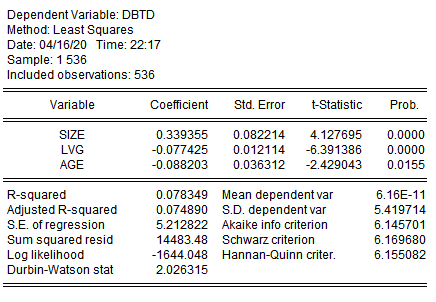 Dependent Variable: DBTD
Method: Least Squares
Date: 04/16/20 Time: 22:17
Sample: 1 536
Included observations: 536
Variable Coefficient Std. Error t-Statistic Prob.
SIZE 0.339355 0.082214 4.127695 0.0000
LVG -0.077425 0.012114 -6.391386 0.0000
AGE -0.088203 0.036312 -2.429043 0.0155
R-squared 0.078349 Mean dependent var 6.16E-11
Adjusted R-squared 0.074890 S.D. dependent var 5.419714
S.E. of regression 5.212822 Akaike info criterion 6.145701
Sum squared resid 14483.48 Schwarz criterion 6.169680
Log likelihood -1644.048 Hannan-Quinn criter. 6.155082
Durbin-Watson stat 2.026315